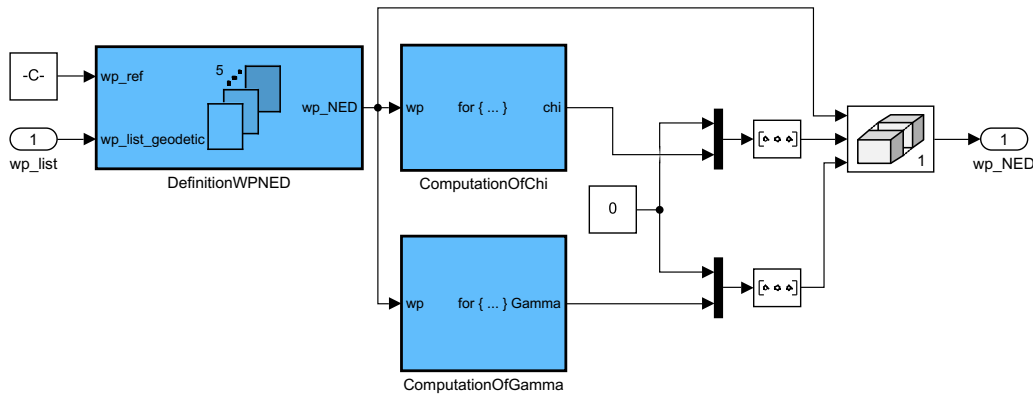 -C-
1
wp_list
wp_ref
wp_list_geodetic
5
wp_NED
DefinitionWPNED
wp
for { ... }
chi
ComputationOfChi
0
wp
for { ... }
Gamma
ComputationOfGamma
1
1
wp_NED